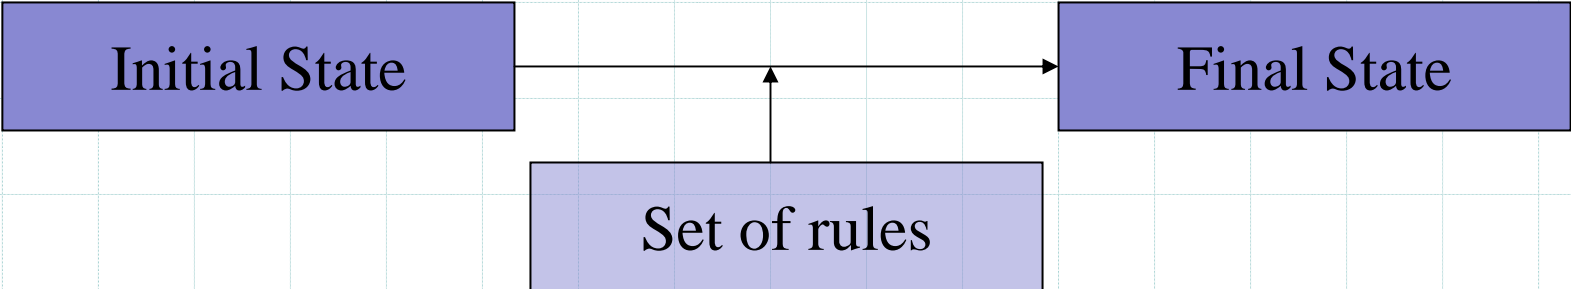 Initial State
Final State
Set of rules